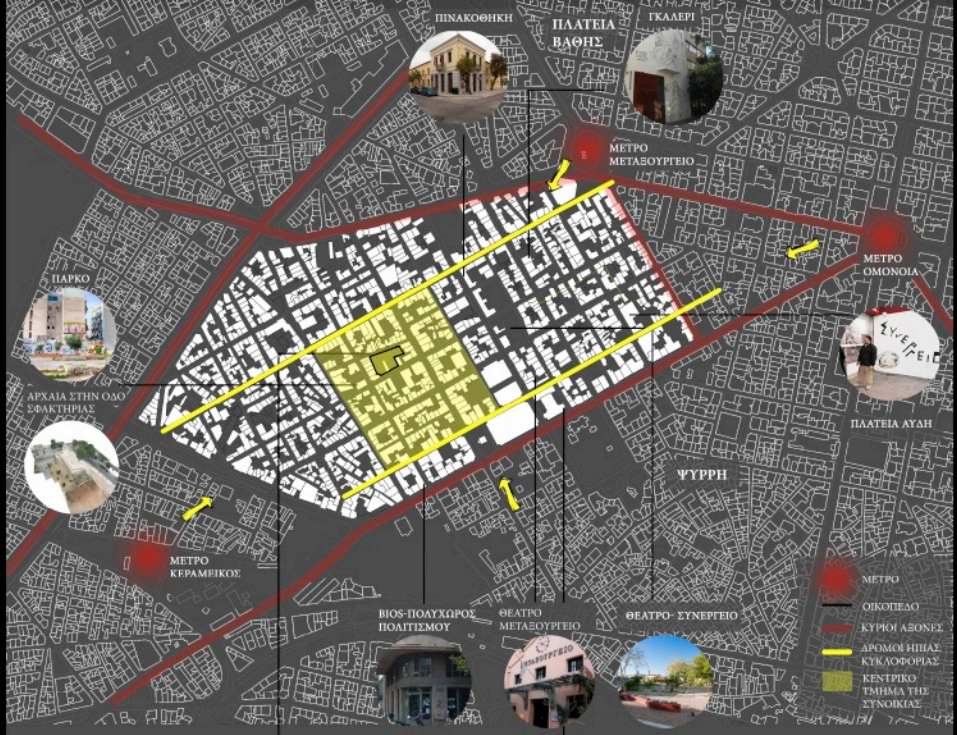 ΠΙΝΑΚΟΘΗΚΗ
ΠΛΑΤΕΙΑ
ΒΑΘΗΣ
ΓΚΑΛΕΡΙ
ΜΕΤΡΟ
ΜΕΤΑΞΟΥΡΓΕΙΟ
ΜΕΤΡΟ
ΟΜΟΝΟΙΑ
ΠΑΡΚΟ
ΣΥΝΕΡΓΕΙΟ
ΑΡΧΑΙΑ ΣΤΗΝ ΟΔΟ
ΣΦΑΚΤΗΡΙΑΣ
ΠΛΑΤΕΙΑ ΑΥΔΗ
ΨΥΡΡΗ
ΜΕΤΡΟ
ΚΕΡΑΜΕΙΚΟΣ
BIOS-ΠΟΛΥΧΩΡΟΣ
ΠΟΛΙΤΙΣΜΟΥ
ΘΕΑΤΡΟ
ΜΕΤΑΞΟΥΡΓΕΙΟ
ΘΕΑΤΡΟ- ΣΥΝΕΡΓΕΙΟ
ΜΕΤΑΞΟΥΡΓΕΙΟ
ΜΕΤΡΟ
ΟΙΚΟΠΕΔΟ
ΚΥΡΙΟΙ ΑΞΟΝΕΣ
ΔΡΟΜΟΙ ΗΠΙΑΣ
ΚΥΚΛΟΦΟΡΙΑΣ
ΚΕΝΤΡΙΚΟ
ΤΜΗΜΑ ΤΗΣ
ΣΥΝΟΙΚΙΑΣ